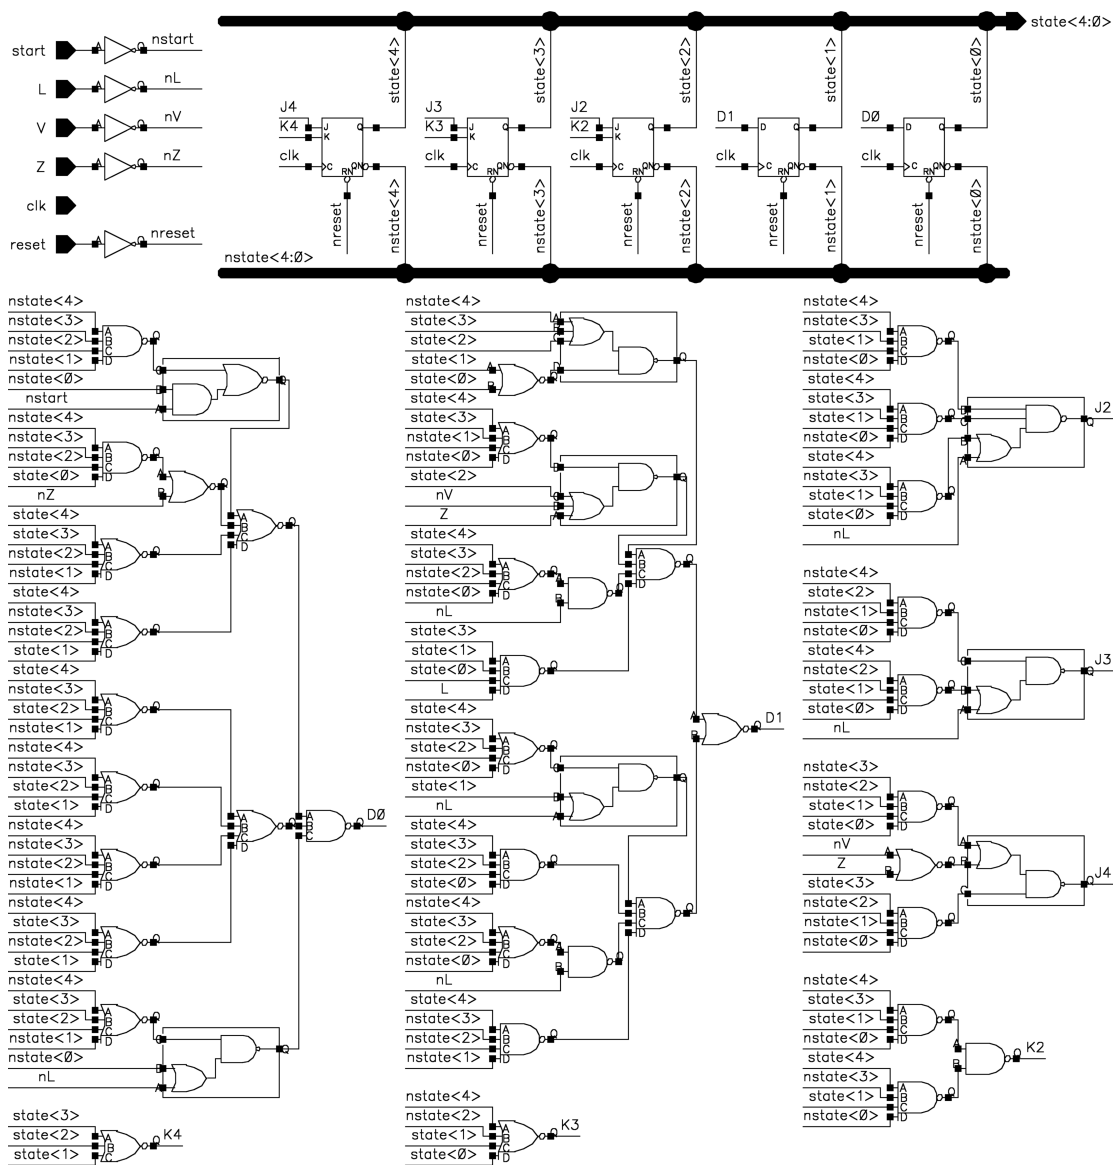 start
A
Q
nstart
L
A
Q
nL
V
A
Q
nV
Z
A
Q
nZ
clk
reset
A
Q
nreset
state<4:0>
nstate<4:0>
J4
K4
clk
J
K
C
Q
QN
RN
state<4>
nstate<4>
nreset
J3
K3
clk
J
K
C
Q
QN
RN
state<3>
nstate<3>
nreset
J2
K2
clk
J
K
C
Q
QN
RN
state<2>
nstate<2>
nreset
D1
clk
D
C
Q
QN
RN
state<1>
nstate<1>
nreset
D0
clk
D
C
Q
QN
RN
state<0>
nstate<0>
nreset
nstate<4>
nstate<3>
nstate<2>
nstate<1>
nstate<0>
nstart
nstate<4>
nstate<3>
nstate<2>
state<0>
nZ
state<4>
state<3>
nstate<2>
nstate<1>
state<4>
nstate<3>
nstate<2>
state<1>
state<4>
nstate<3>
state<2>
nstate<1>
nstate<4>
nstate<3>
state<2>
state<1>
nstate<4>
nstate<3>
nstate<2>
nstate<1>
nstate<4>
state<3>
nstate<2>
state<1>
nstate<4>
state<3>
state<2>
nstate<1>
nstate<0>
nL
D0
state<3>
state<2>
state<1>
K4
nstate<4>
state<3>
state<2>
state<1>
state<0>
state<4>
state<3>
nstate<1>
nstate<0>
state<2>
nV
Z
state<4>
state<3>
nstate<2>
nstate<0>
nL
state<3>
state<1>
nstate<0>
L
state<4>
nstate<3>
state<2>
nstate<0>
state<1>
nL
state<4>
state<3>
state<2>
state<0>
nstate<4>
state<3>
state<2>
nstate<0>
nL
state<4>
nstate<3>
nstate<2>
nstate<1>
D1
nstate<4>
nstate<2>
state<1>
state<0>
K3
nstate<4>
nstate<3>
state<1>
nstate<0>
state<4>
state<3>
state<1>
nstate<0>
state<4>
nstate<3>
state<1>
state<0>
nL
J2
nstate<4>
state<2>
nstate<1>
nstate<0>
state<4>
nstate<2>
state<1>
state<0>
nL
J3
nstate<3>
nstate<2>
state<1>
state<0>
nV
Z
nstate<3>
nstate<2>
nstate<1>
nstate<0>
J4
nstate<4>
state<3>
state<1>
nstate<0>
state<4>
nstate<3>
state<1>
nstate<0>
K2